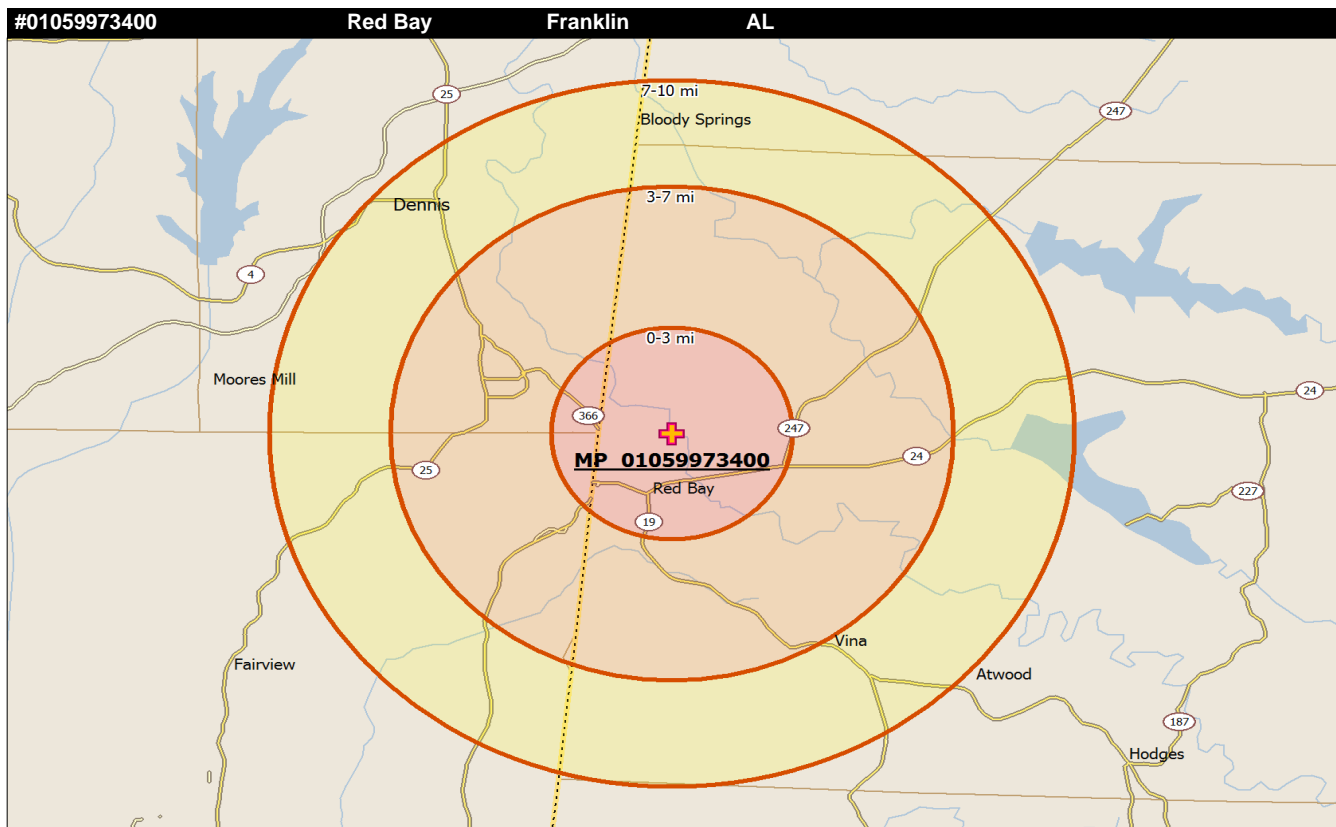 #01059973400 Red Bay Franklin AL
7-10 mi
25
247
Bloody Springs
3-7 mi
Dennis
4
0-3 mi
Moores Mill
24
366
247
MP 01059973400
24
25
Red Bay
227
19
Vina
Fairview
Atwood
187
Hodges